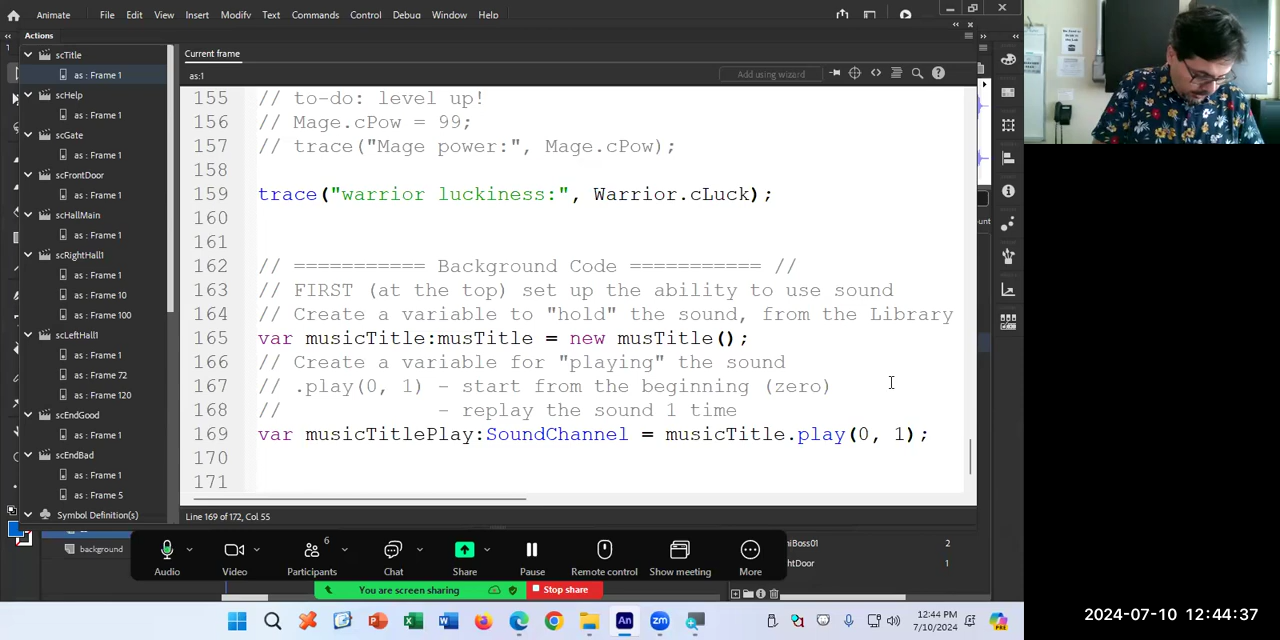 Animate File Edit View Insert Modify Text Commands Control Debug Window Help
Actions
scTitle
as : Frame 1
scHelp
as : Frame 1
scGate
as : Frame 1
scFrontDoor
as : Frame 1
scHallMain
as : Frame 1
scRightHall1
as : Frame 1
as : Frame 10
as : Frame 100
scLeftHall1
as : Frame 1
as : Frame 72
as : Frame 120
scEndGood
as : Frame 1
scEndBad
as : Frame 1
as : Frame 5
Symbol Definition(s)
Current frame
as:1
Add using wizard
155 // to-do: level up!
156 // Mage.cPow = 99;
157 // trace("Mage power:", Mage.cPow);
158
159 trace("warrior luckiness:", Warrior.cLuck);
160
161
162 // =========== Background Code =========== //
163 // FIRST (at the top) set up the ability to use sound
164 // Create a variable to "hold" the sound, from the Library
165 var musicTitle:musTitle = new musTitle();
166 // Create a variable for "playing" the sound
167 // .play(0, 1) - start from the beginning (zero)
168 //             - replay the sound 1 time
169 var musicTitlePlay:SoundChannel = musicTitle.play(0, 1);
170
171
Line 169 of 172, Col 55
background
niBoss01 2
htDoor 1
6
Audio Video Participants Chat Share Pause Remote control Show meeting More
You are screen sharing Stop share
12:44 PM
7/10/2024
2024-07-10 12:44:37